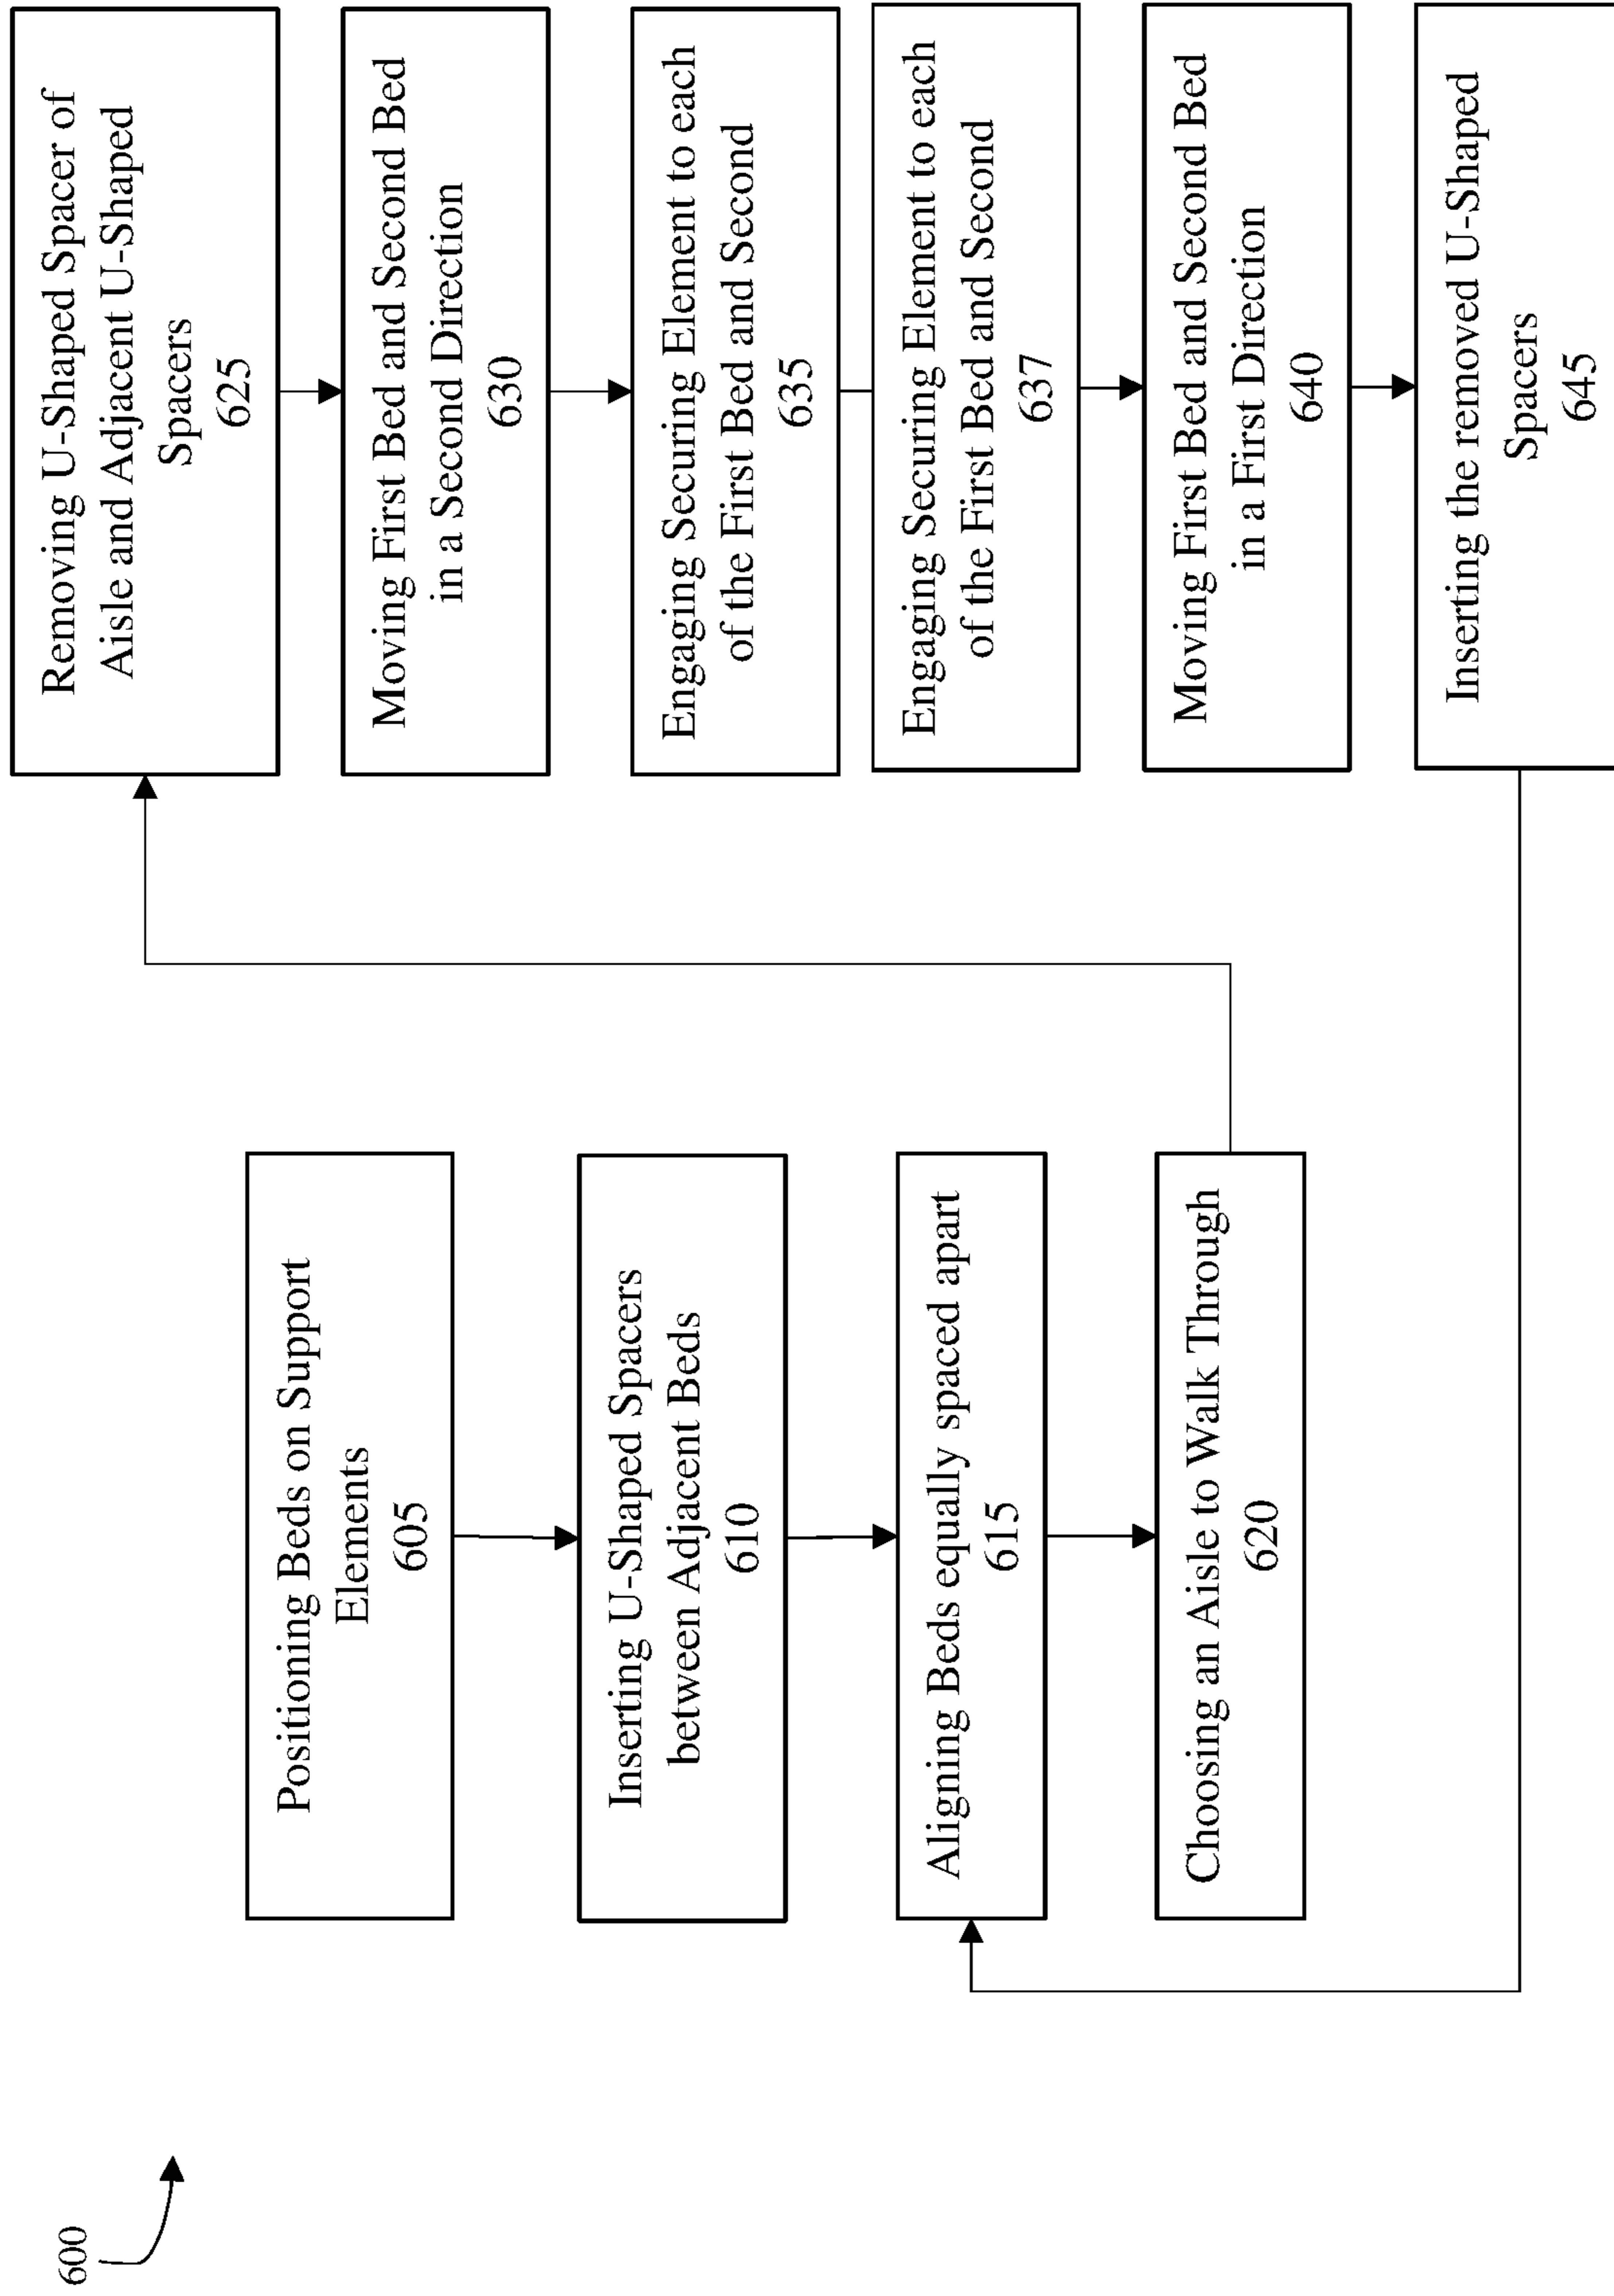 600
Positioning Beds on Support
Elements
605
Inserting U-Shaped Spacers
between Adjacent Beds
610
Aligning Beds equally spaced apart
615
Choosing an Aisle to Walk Through
620
Removing U-Shaped Spacer of
Aisle and Adjacent U-Shaped
Spacers
625
Moving First Bed and Second Bed
in a Second Direction
630
Engaging Securing Element to each
of the First Bed and Second
635
Engaging Securing Element to each
of the First Bed and Second
637
Moving First Bed and Second Bed
in a First Direction
640
Inserting the removed U-Shaped
Spacers
645